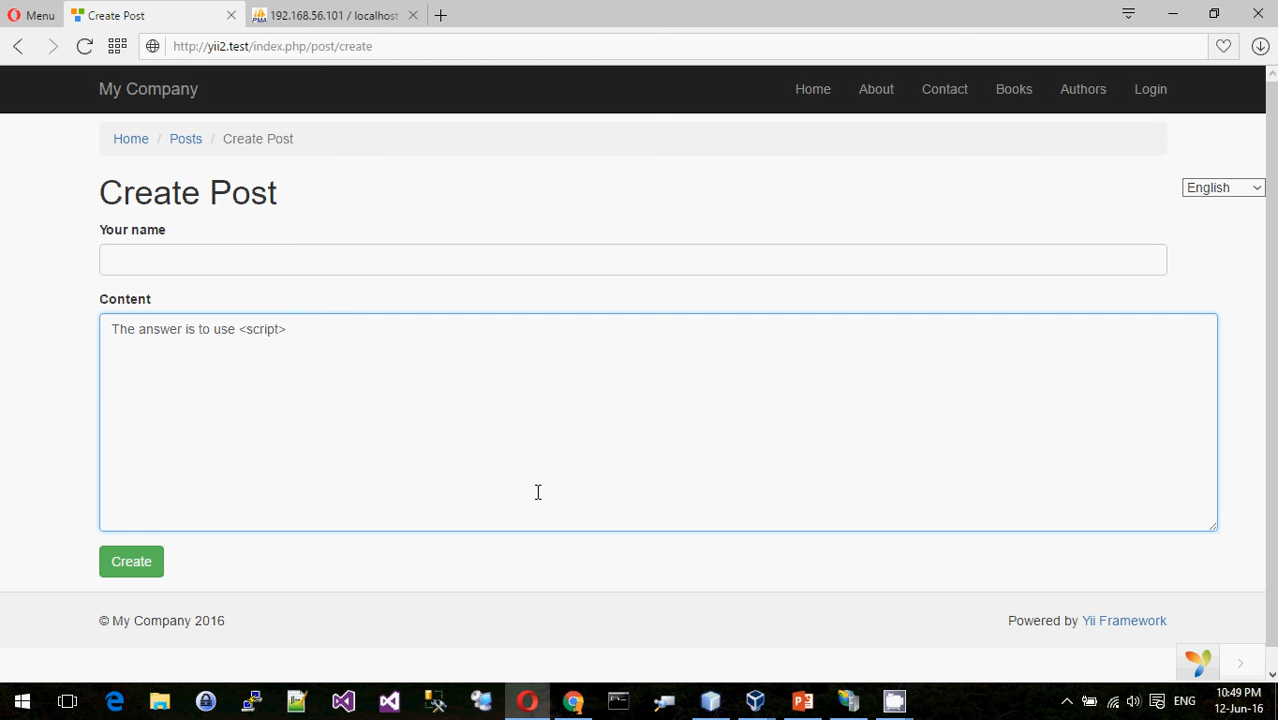 Menu
Create Post
PMA
192.168.56.101 / localhost
http://yii2.test/index.php/post/create
My Company
Home About Contact Books Authors Login
Home / Posts / Create Post
Create Post
English
Your name
Content
The answer is to use <script>
Create
© My Company 2016
Powered by Yii Framework
ENG
10:49 PM
12-Jun-16